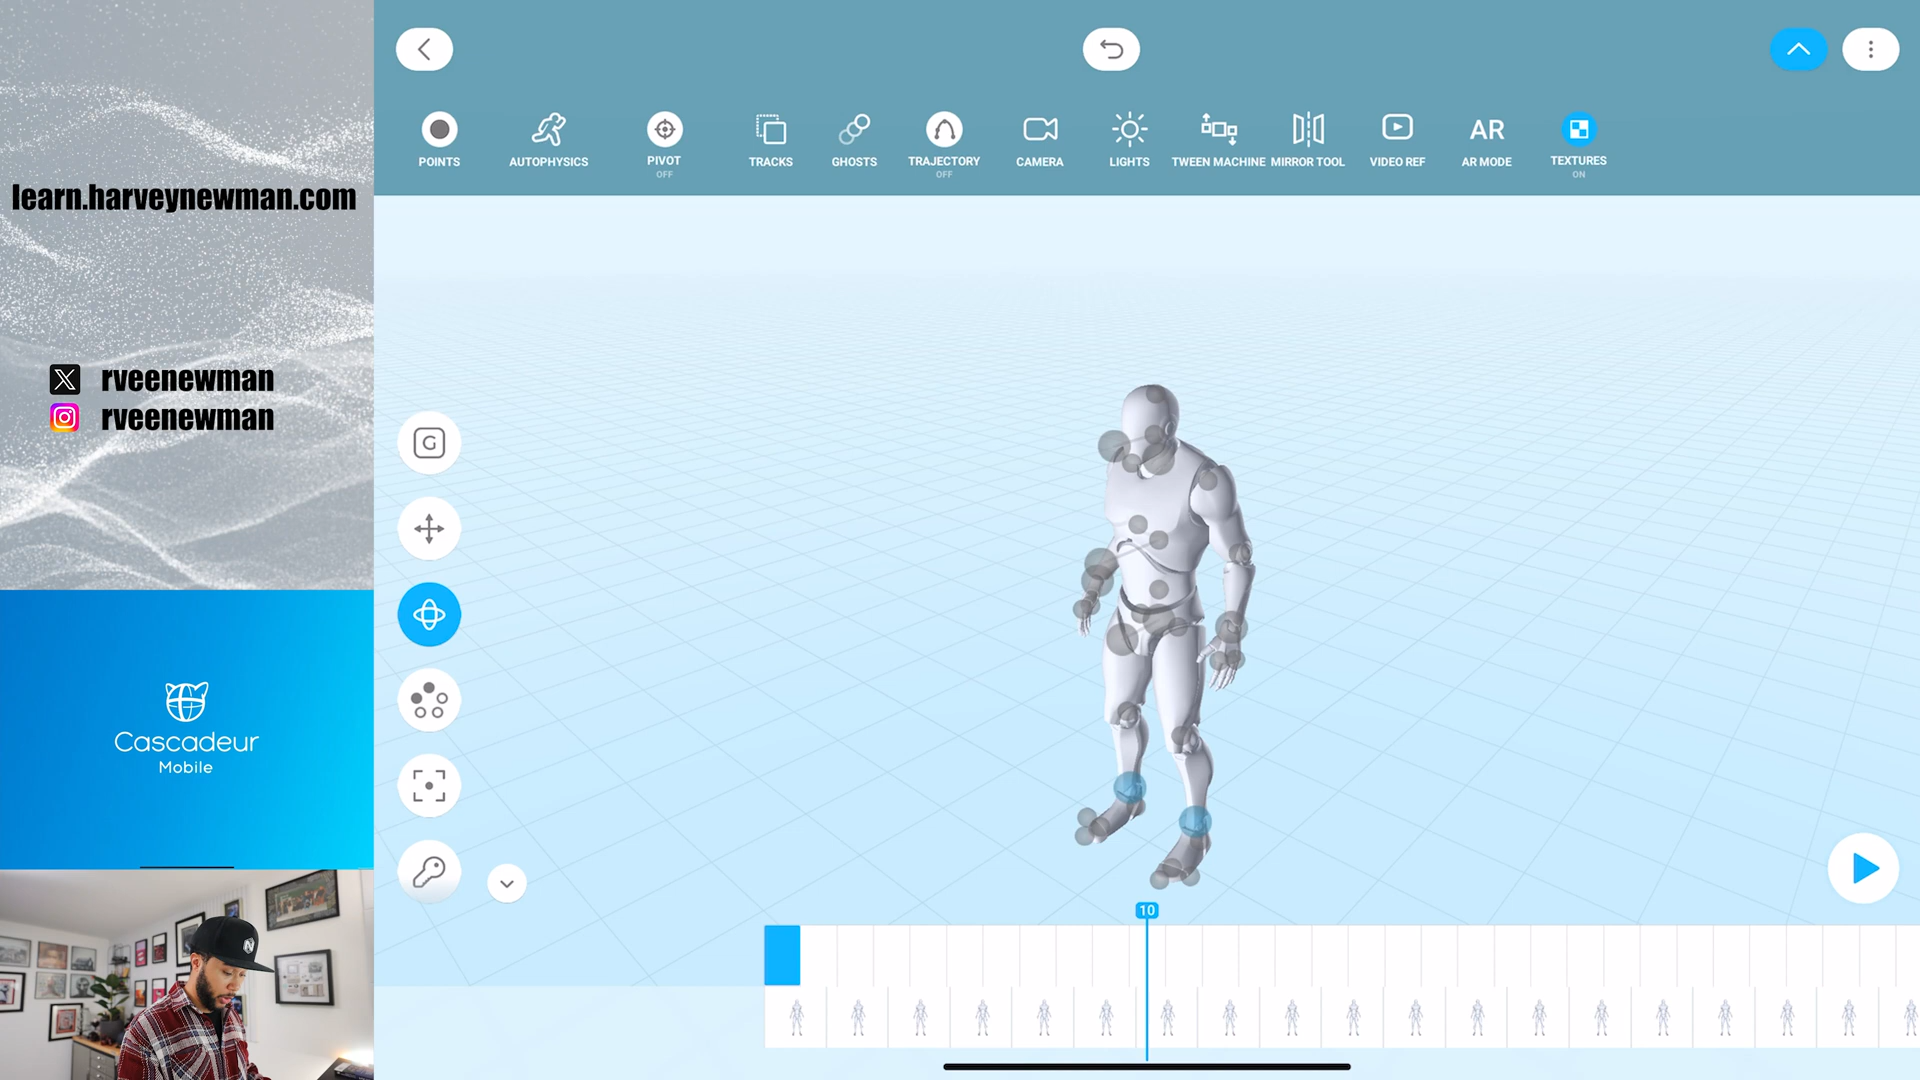 learn.harveynewman.com
rveenewman
rveenewman
Cascadeur
Mobile
POINTS
AUTOPHYSICS
PIVOT
OFF
TRACKS
GHOSTS
TRAJECTORY
OFF
CAMERA
LIGHTS
TWEEN MACHINE
MIRROR TOOL
VIDEO REF
AR
AR MODE
TEXTURES
ON
G
10